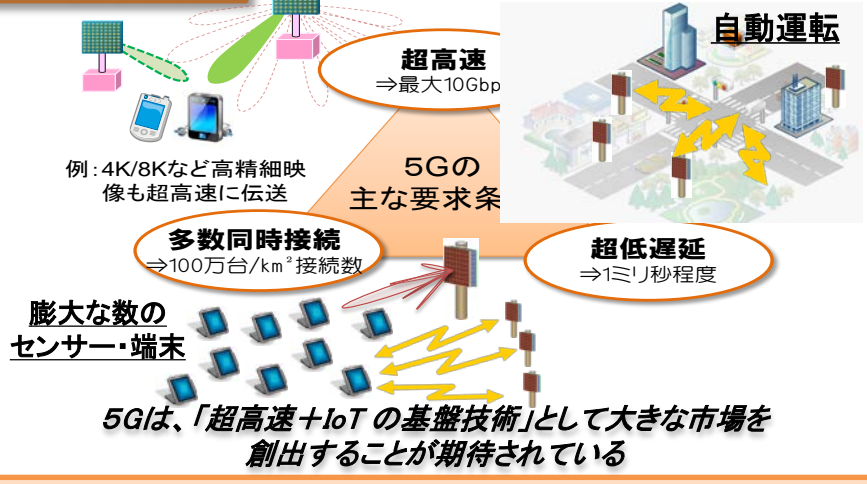 自動運転
超高速
⇒最大10Gbp
例：4K/8Kなど高精細映
像も超高速に伝送
5Gの
主な要求条
多数同時接続
⇒100万台/km²接続数
超低遅延
⇒1ミリ秒程度
膨大な数の
センサー・端末
5Gは、「超高速＋IoT の基盤技術」として大きな市場を
創出することが期待されている